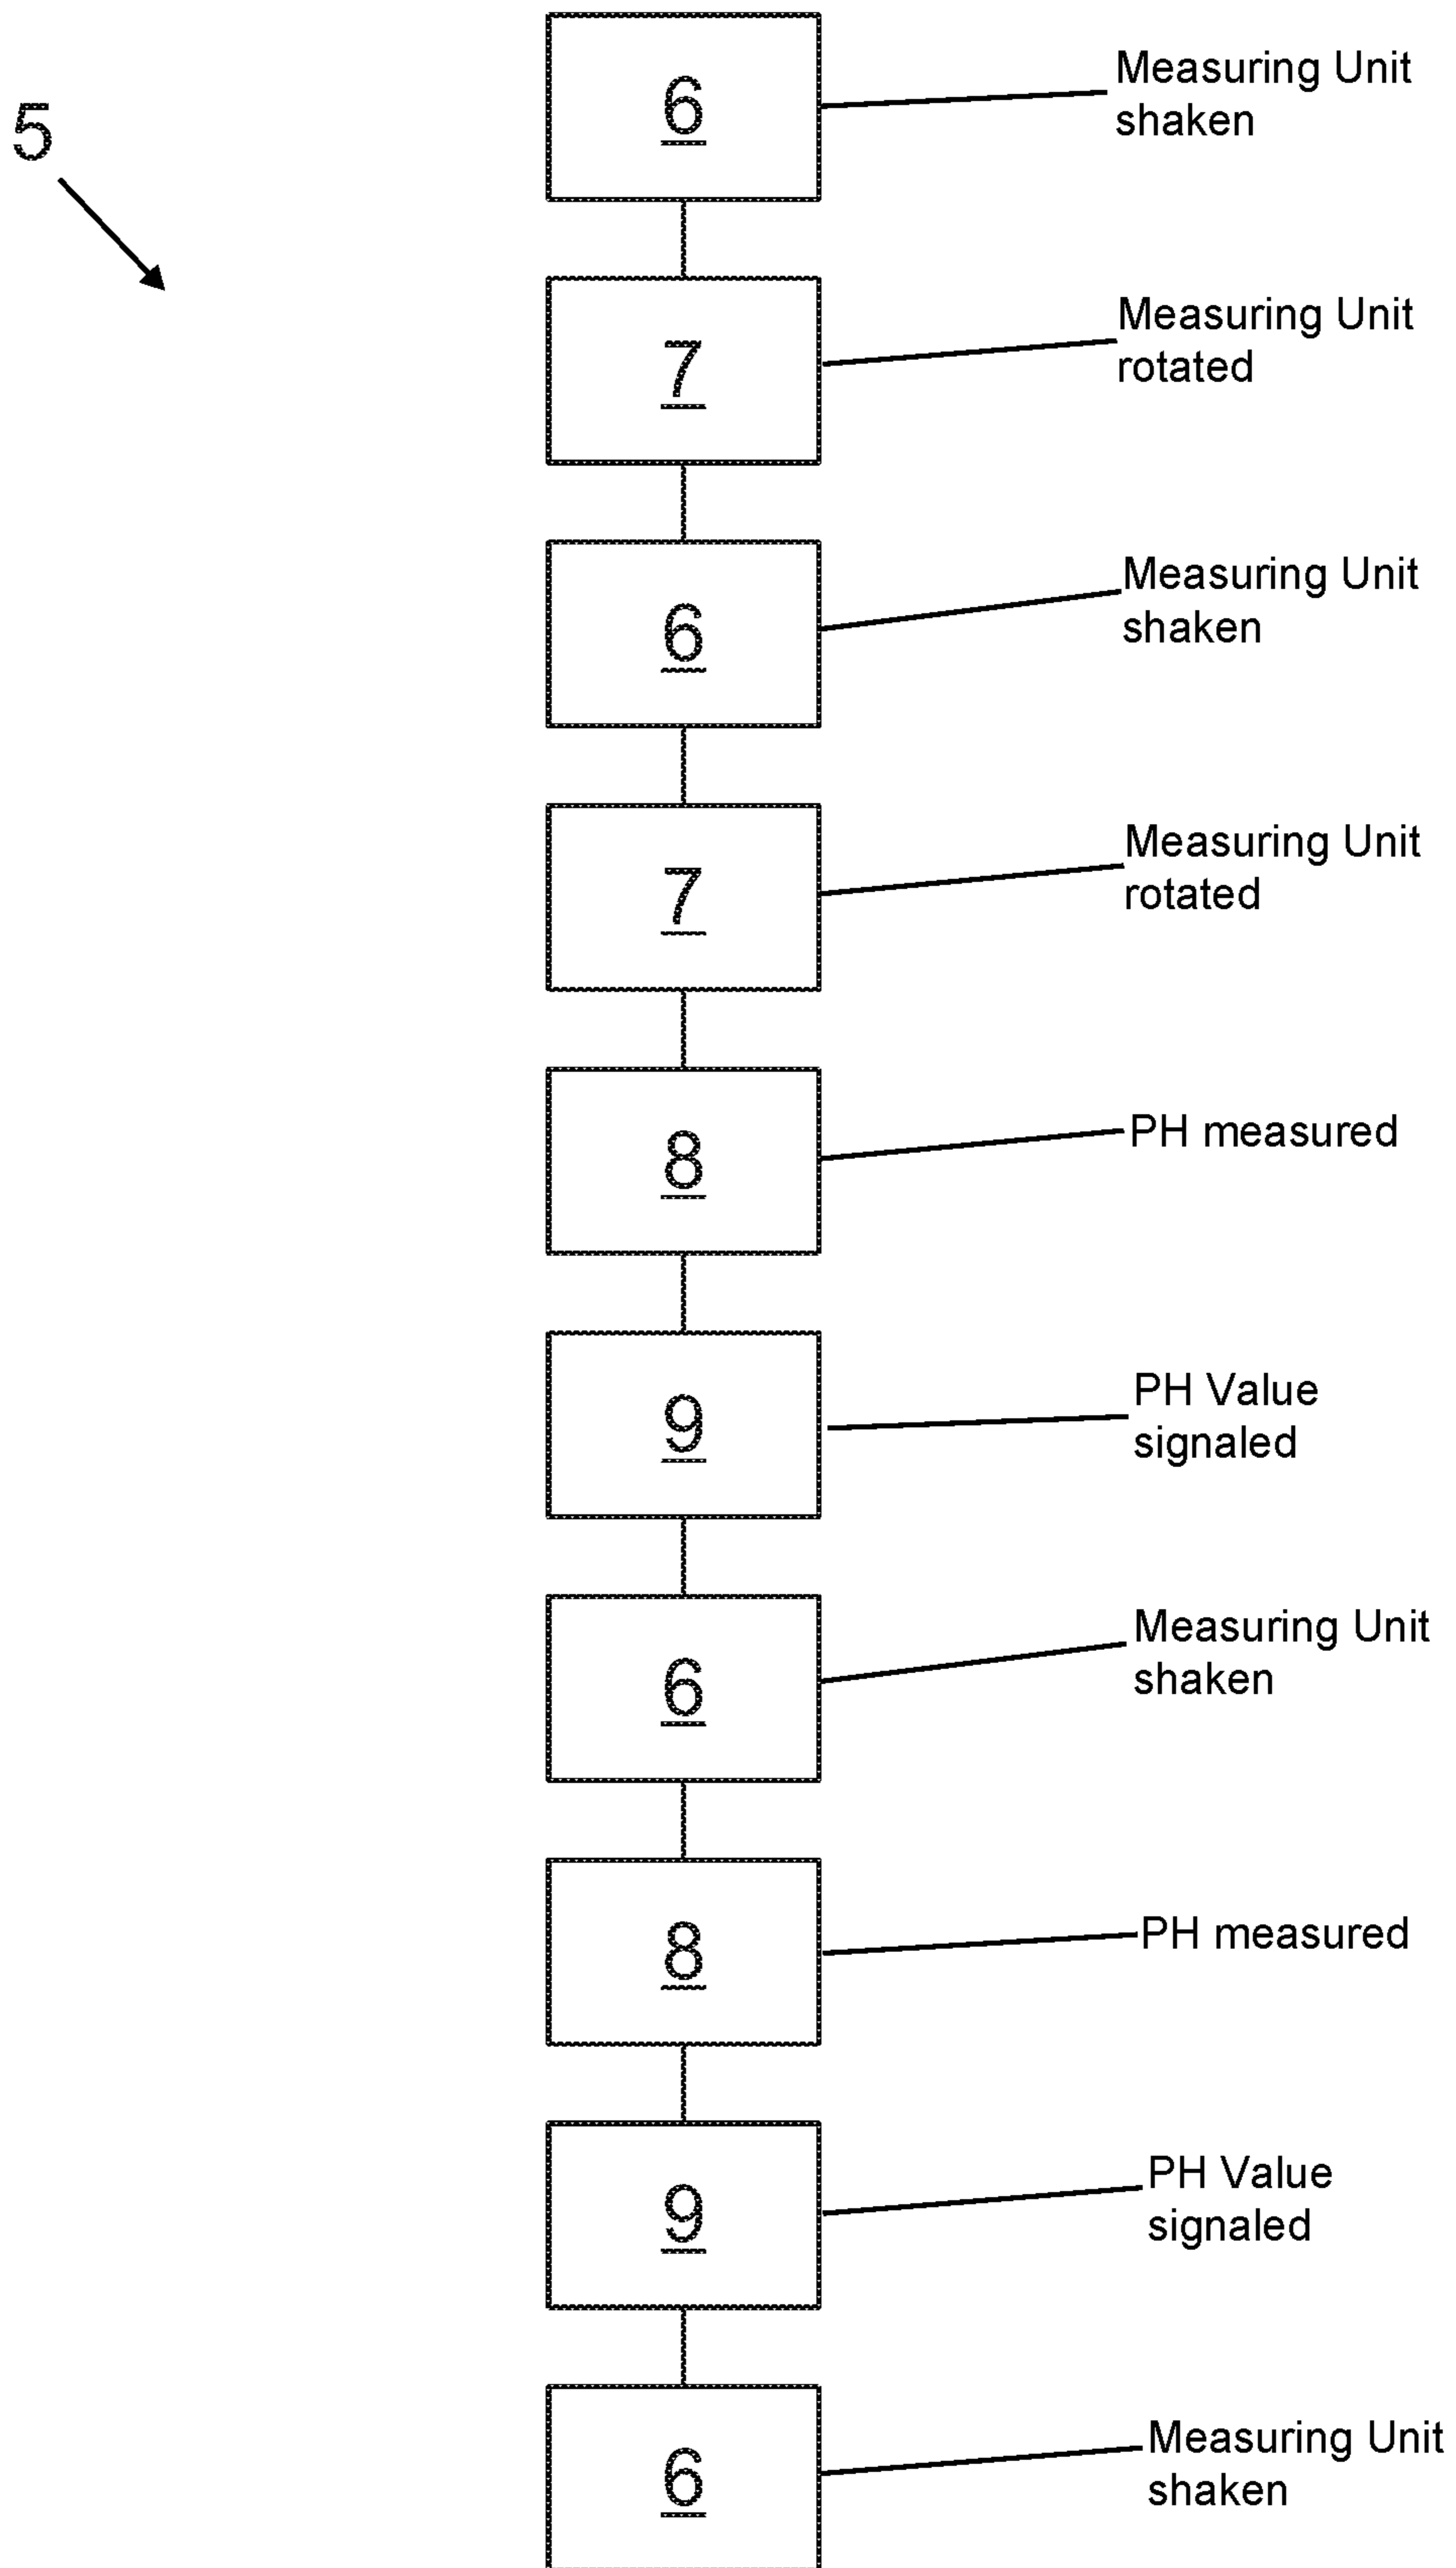 5
6
Measuring Unit
shaken
7
Measuring Unit
rotated
6
Measuring Unit
shaken
7
Measuring Unit
rotated
8
PH measured
9
PH Value
signaled
6
Measuring Unit
shaken
8
PH measured
9
PH Value
signaled
6
Measuring Unit
shaken